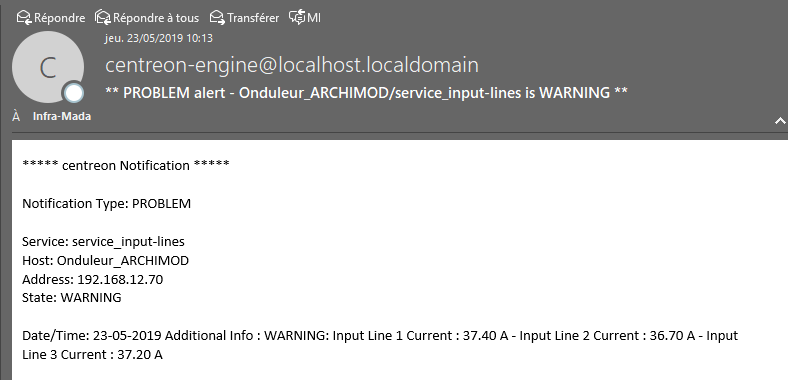 Répondre Répondre à tous Transférer MI
jeu. 23/05/2019 10:13
C
centreon-engine@localhost.localdomain
** PROBLEM alert - Onduleur_ARCHIMOD/service_input-lines is WARNING **
À Infra-Mada
***** centreon Notification *****
Notification Type: PROBLEM
Service: service_input-lines
Host: Onduleur_ARCHIMOD
Address: 192.168.12.70
State: WARNING
Date/Time: 23-05-2019 Additional Info : WARNING: Input Line 1 Current : 37.40 A - Input Line 2 Current : 36.70 A - Input
Line 3 Current : 37.20 A